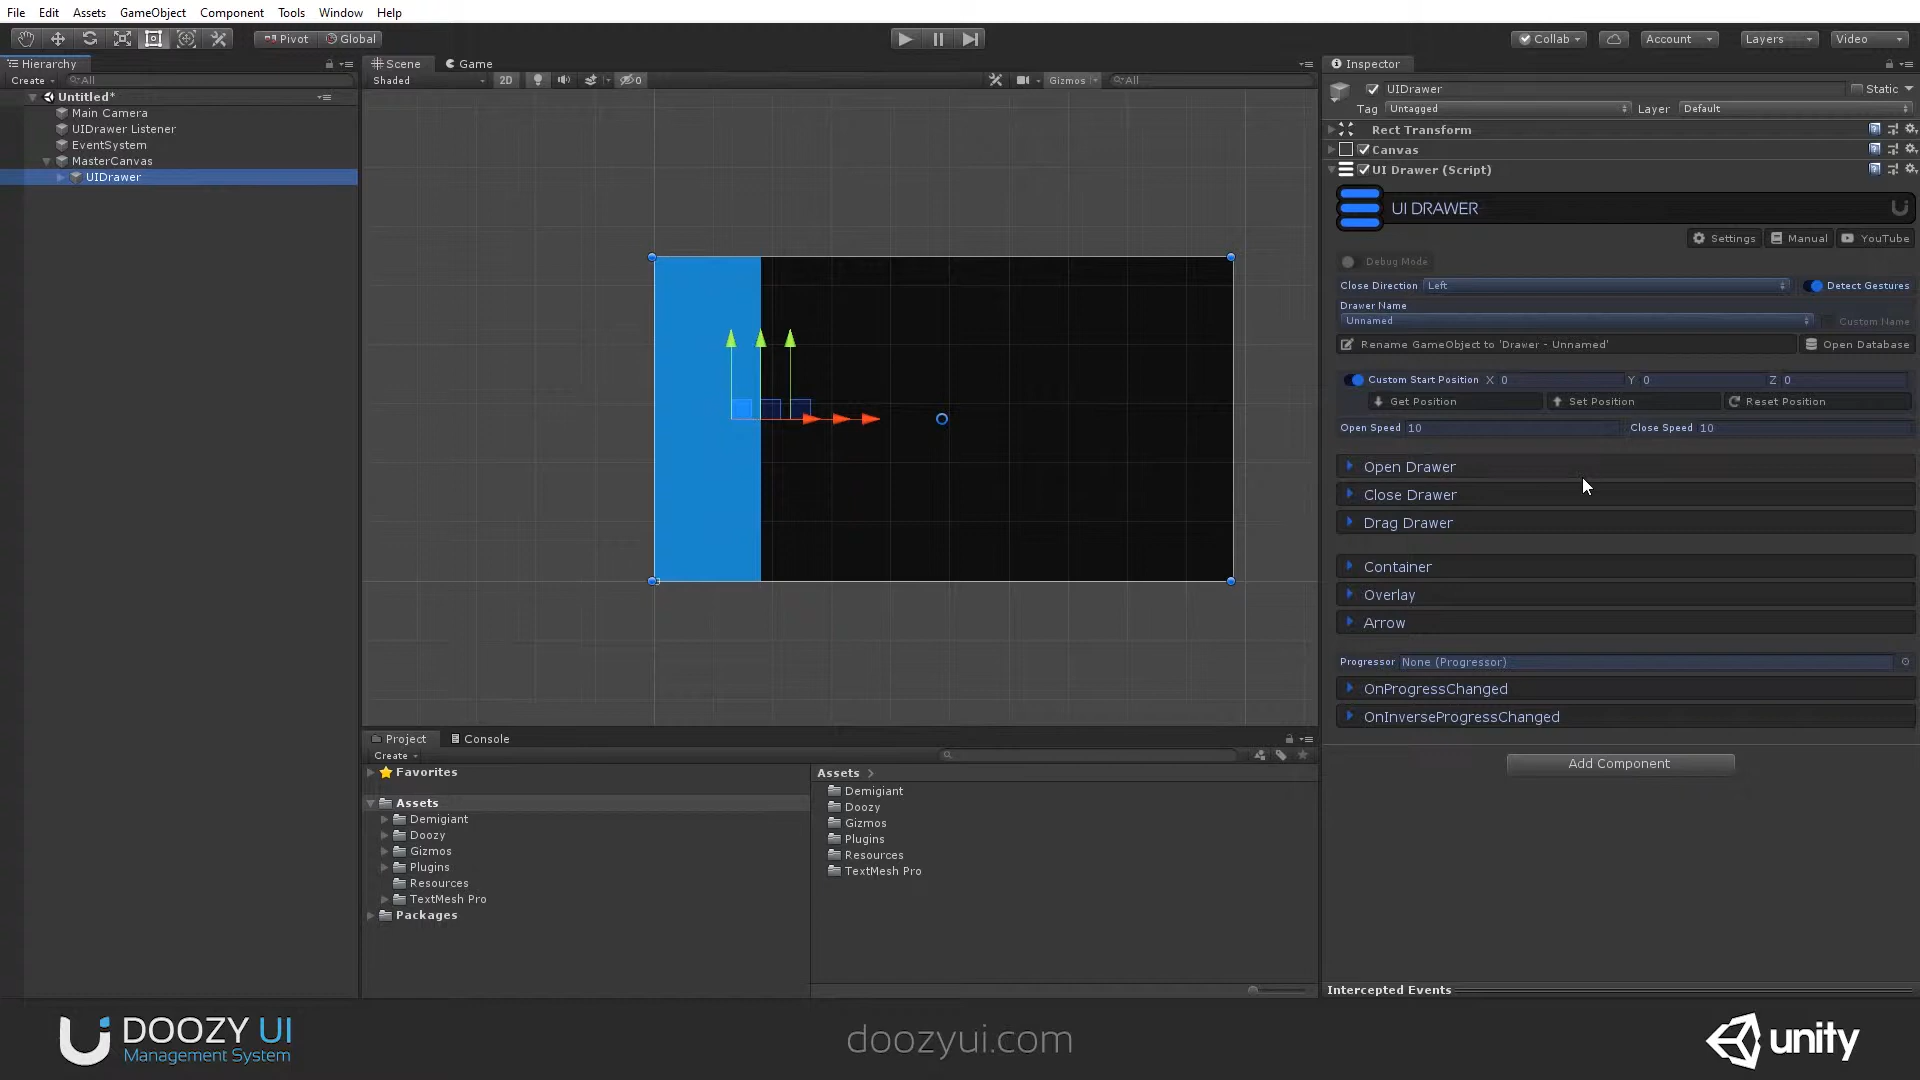 File Edit Assets GameObject Component Tools Window Help
Pivot Global
Collab Account Layers Video
Hierarchy
Create All
Untitled*
Main Camera
UIDrawer Listener
EventSystem
MasterCanvas
UIDrawer
Scene Game
Shaded 2D 0 Gizmos All
Inspector
UIDrawer Static
Tag Untagged Layer Default
Rect Transform
Canvas
UI Drawer (Script)
UI DRAWER
Settings Manual YouTube
Debug Mode
Close Direction Left Detect Gestures
Drawer Name
Unnamed Custom Name
Rename GameObject to 'Drawer - Unnamed' Open Database
Custom Start Position X 0 Y 0 Z 0
Get Position Set Position Reset Position
Open Speed 10 Close Speed 10
Open Drawer
Close Drawer
Drag Drawer
Container
Overlay
Arrow
Progressor None (Progressor)
OnProgressChanged
OnInverseProgressChanged
Add Component
Project Console
Create
Favorites
Assets
Demigiant
Doozy
Gizmos
Plugins
Resources
TextMesh Pro
Packages
Assets
Demigiant
Doozy
Gizmos
Plugins
Resources
TextMesh Pro
Intercepted Events
DOOZY UI
Management System
doozyui.com
unity